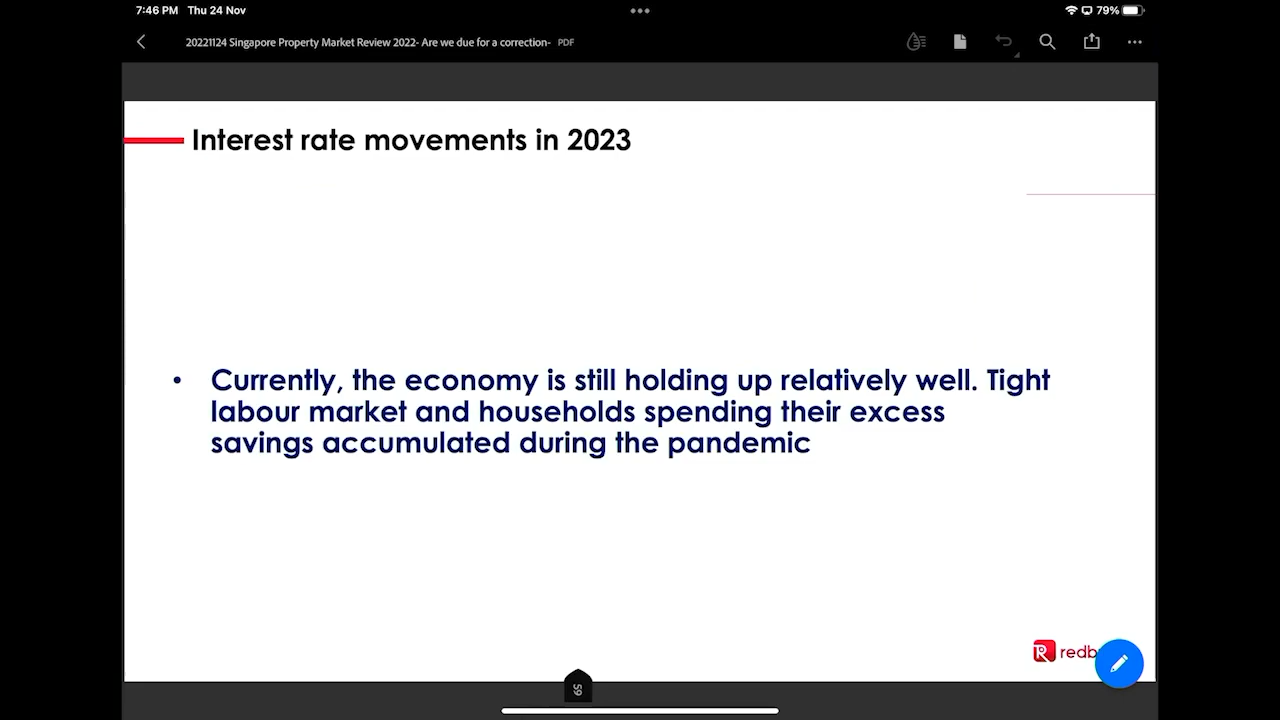 7:46 PM Thu 24 Nov
79%
20221124 Singapore Property Market Review 2022- Are we due for a correction- PDF
Interest rate movements in 2023
• Currently, the economy is still holding up relatively well. Tight
labour market and households spending their excess
savings accumulated during the pandemic
redb
59